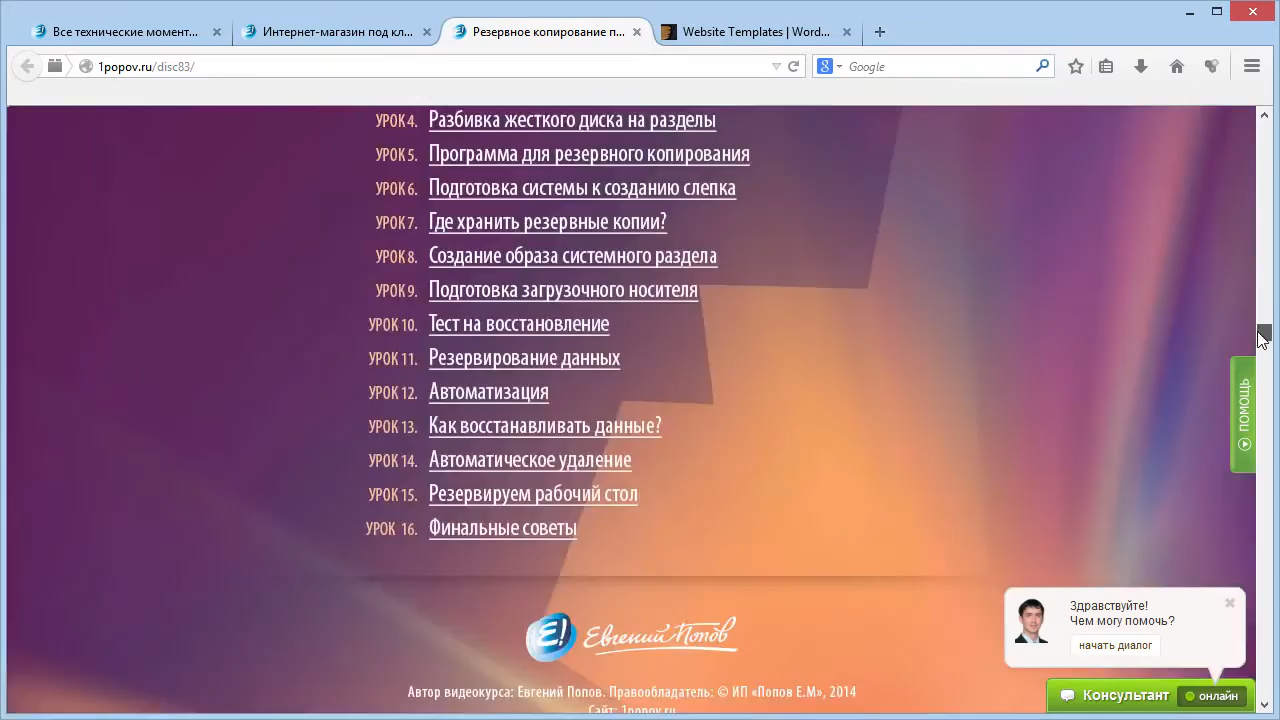 Все технические момент...
Интернет-магазин под кл...
Резервное копирование п...
Website Templates | Word...
1popov.ru/disc83/
Google
УРОК 4. Разбивка жесткого диска на разделы
УРОК 5. Программа для резервного копирования
УРОК 6. Подготовка системы к созданию слепка
УРОК 7. Где хранить резервные копии?
УРОК 8. Создание образа системного раздела
УРОК 9. Подготовка загрузочного носителя
УРОК 10. Тест на восстановление
УРОК 11. Резервирование данных
УРОК 12. Автоматизация
УРОК 13. Как восстанавливать данные?
УРОК 14. Автоматическое удаление
УРОК 15. Резервируем рабочий стол
УРОК 16. Финальные советы
ПОМОЩЬ
Здравствуйте!
Чем могу помочь?
начать диалог
E! Евгений Попов
Консультант онлайн
Автор видеокурса: Евгений Попов. Правообладатель: © ИП «Попов Е.М», 2014
Сайт: 1popov.ru